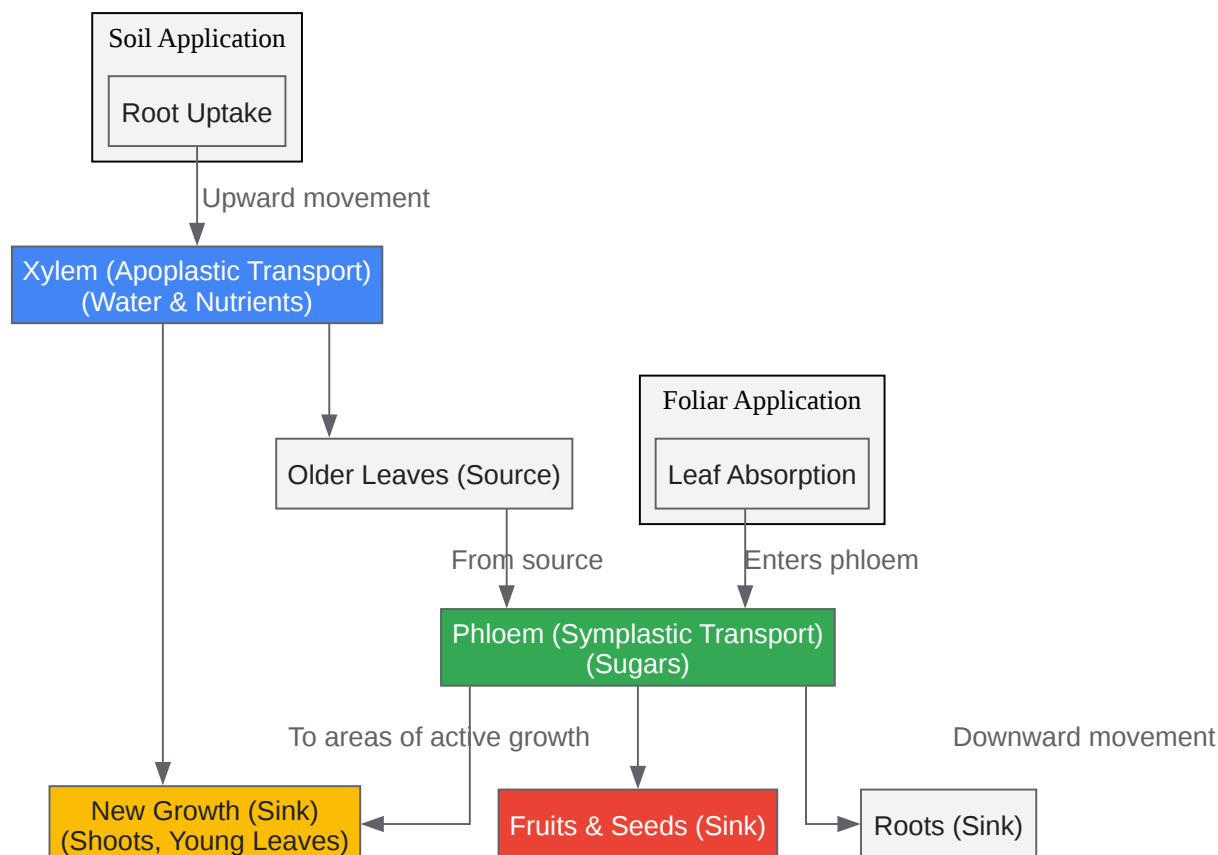 Soil Application
Root Uptake
Upward movement
Xylem (Apoplastic Transport)
(Water & Nutrients)
Older Leaves (Source)
Foliar Application
Leaf Absorption
From source
Enters phloem
Phloem (Symplastic Transport)
(Sugars)
To areas of active growth
Downward movement
New Growth (Sink)
(Shoots, Young Leaves)
Fruits & Seeds (Sink)
Roots (Sink)